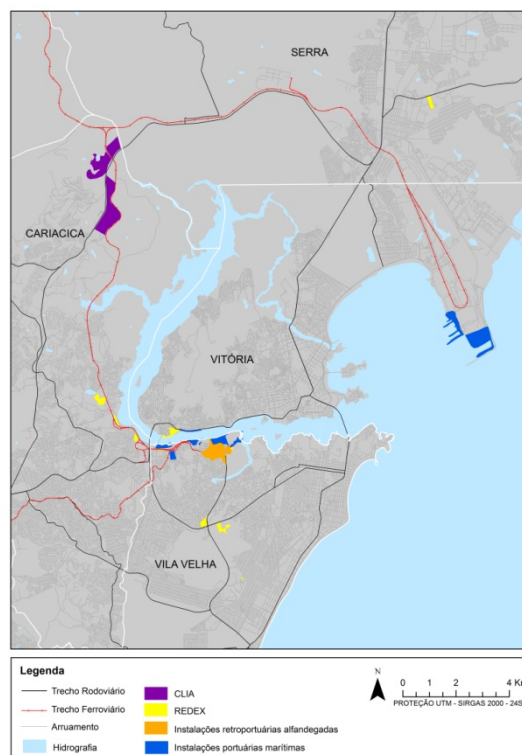 SERRA
CARIACICA
VITÓRIA
VILA VELHA
Legenda
Trecho Rodoviário
Trecho Ferroviário
Arruamento
Hidrografia
CLIA
REDEX
Instalações retroportuárias alfandegadas
Instalações portuárias marítimas
N
0 1 2 4 Km
PROTEÇÃO UTM - SIRGAS 2000 - 24S